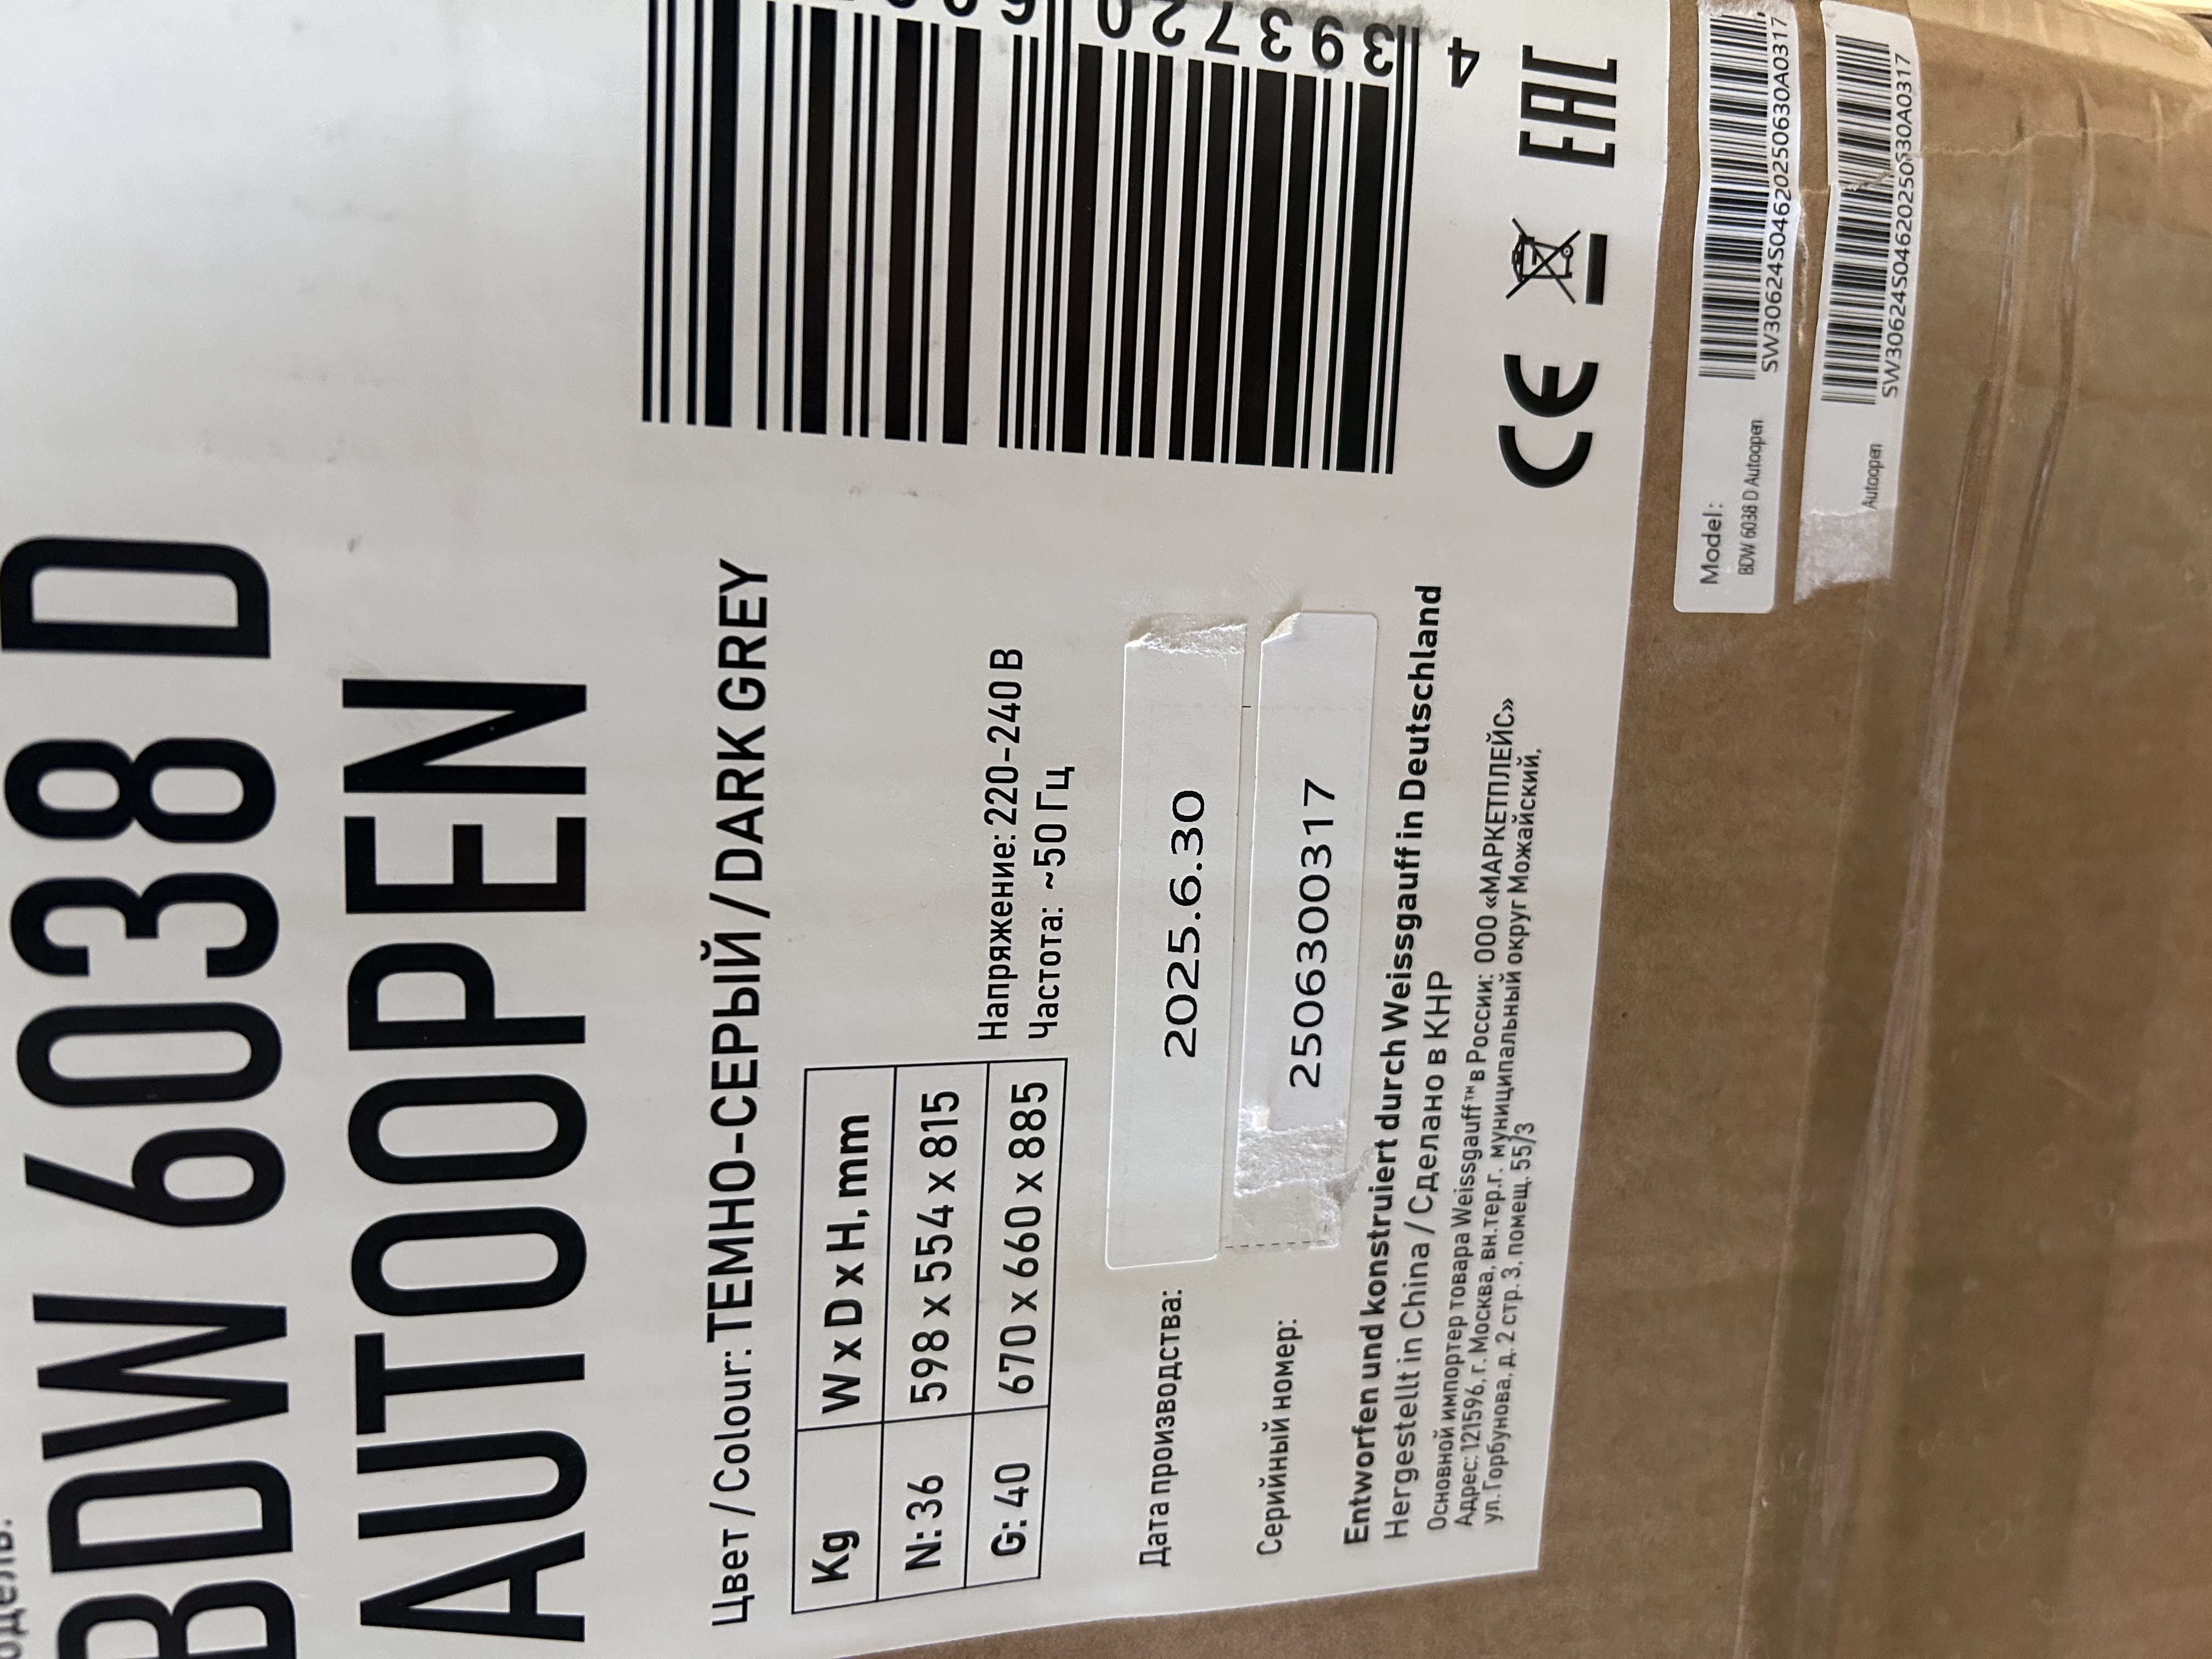 BDW 6038 D
AUTOOPEN
Цвет / Colour: ТЕМНО-СЕРЫЙ / DARK GREY
Kg W x D x H, mm
N: 36 598 x 554 x 815
G: 40 670 x 660 x 885
Напряжение: 220-240 В
Частота: ~50 Гц
Дата производства: 2025.6.30
Серийный номер: 2506300317
Entworfen und konstruiert durch Weissgauff in Deutschland
Hergestellt in China / Сделано в КНР
Основной импортер товара Weissgauff™ в России: ООО «МАРКЕТПЛЕЙС»
Адрес: 121596, г. Москва, вн.тер.г. муниципальный округ Можайский,
ул. Горбунова, д. 2 стр. 3, помещ. 55/3
4 393720
CE EAC
Model:
BDW 6038 D Autoopen
SW30624S04620250630A0317
Autoopen
SW30624S04620250630A0317